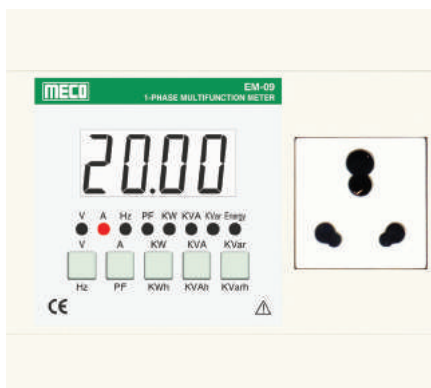 MECO
EM-09
1-PHASE MULTIFUNCTION METER
20.00
V A Hz PF KW KVA KVar Energy
V A KW KVA KVar
Hz PF KWh KVAh KVarh
CE